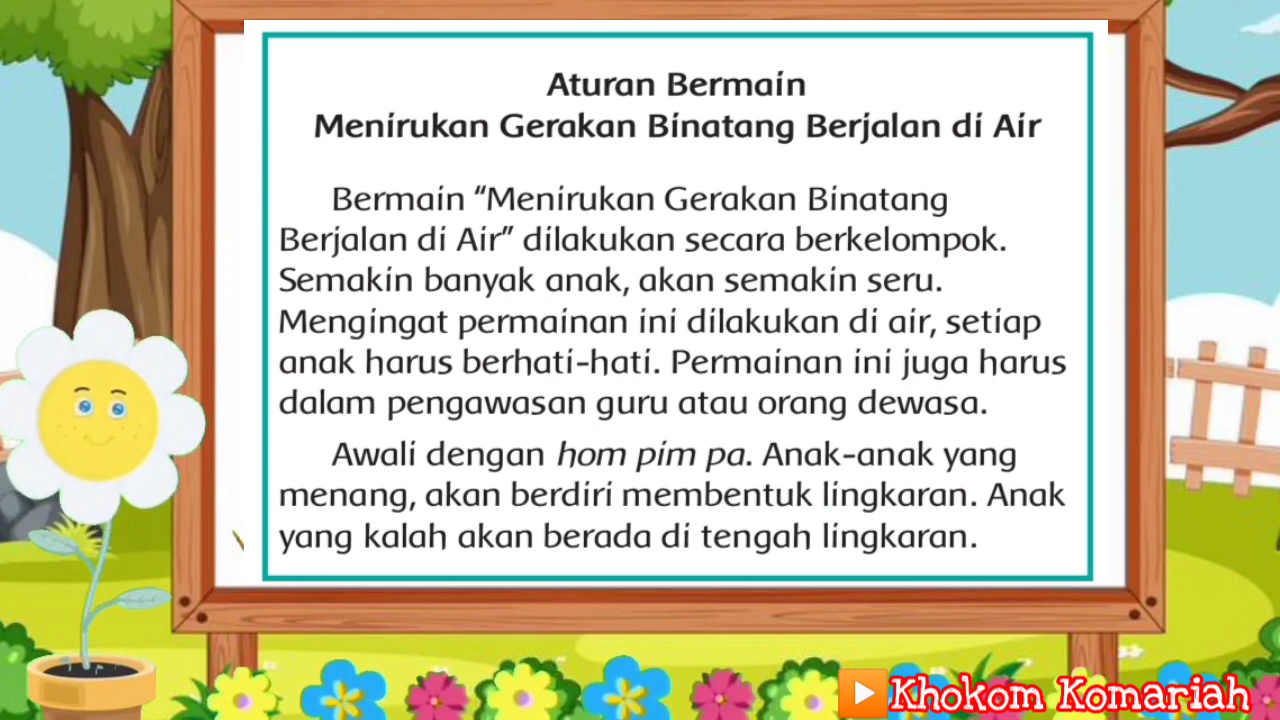 Aturan Bermain
Menirukan Gerakan Binatang Berjalan di Air
Bermain “Menirukan Gerakan Binatang
Berjalan di Air” dilakukan secara berkelompok.
Semakin banyak anak, akan semakin seru.
Mengingat permainan ini dilakukan di air, setiap
anak harus berhati-hati. Permainan ini juga harus
dalam pengawasan guru atau orang dewasa.
Awali dengan hom pim pa. Anak-anak yang
menang, akan berdiri membentuk lingkaran. Anak
yang kalah akan berada di tengah lingkaran.
Khokom Komariah